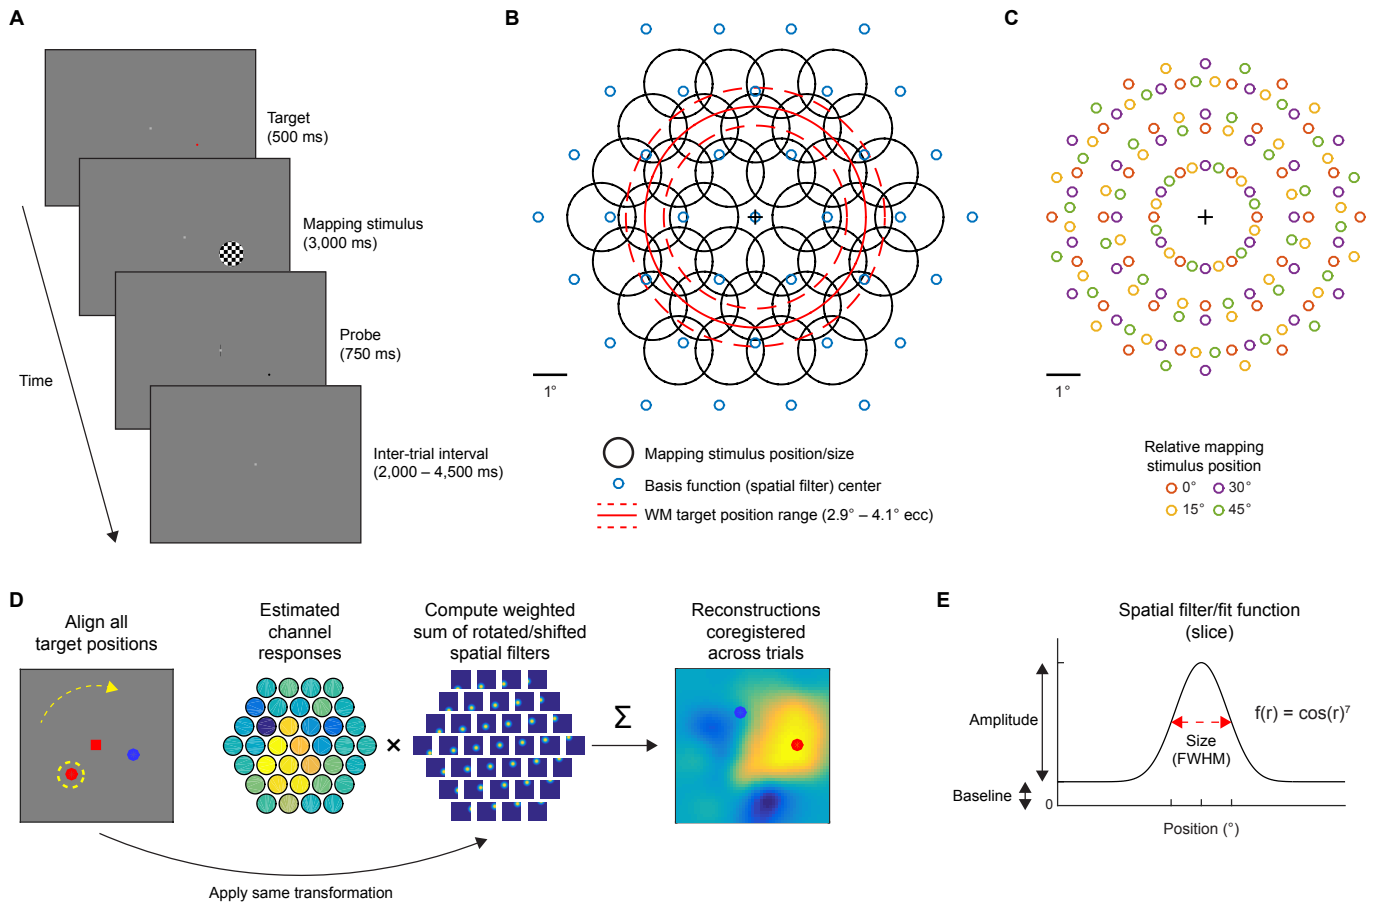 A
Target
(500 ms)
Mapping stimulus
(3,000 ms)
Probe
(750 ms)
Time
Inter-trial interval
(2,000 – 4,500 ms)
B
1°
Mapping stimulus position/size
Basis function (spatial filter) center
WM target position range (2.9° – 4.1° ecc)
C
1°
Relative mapping
stimulus position
0° 30°
15° 45°
D
Align all
target positions
Estimated
channel
responses
×
Compute weighted
sum of rotated/shifted
spatial filters
Σ
Reconstructions
coregistered
across trials
Apply same transformation
E
Spatial filter/fit function
(slice)
Amplitude
f(r) = cos(r)⁷
Size
(FWHM)
Baseline
0
Position (°)